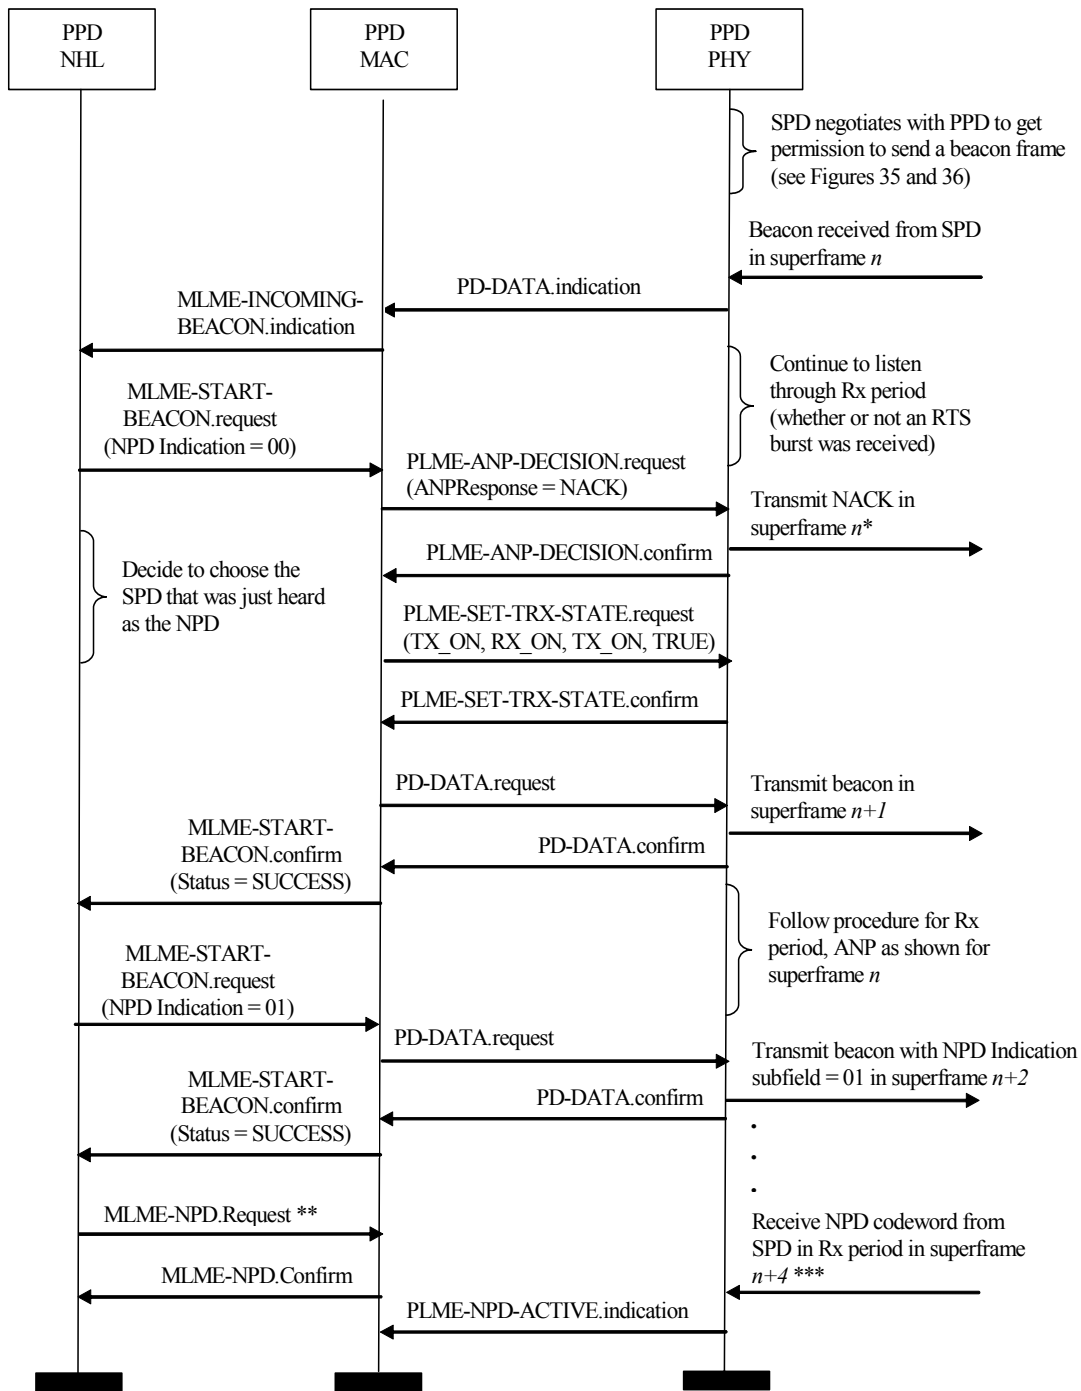 PPD
NHL
PPD
MAC
PPD
PHY
SPD negotiates with PPD to get
permission to send a beacon frame
(see Figures 35 and 36)
Beacon received from SPD
in superframe n
PD-DATA.indication
MLME-INCOMING-
BEACON.indication
Continue to listen
through Rx period
(whether or not an RTS
burst was received)
MLME-START-
BEACON.request
(NPD Indication = 00)
PLME-ANP-DECISION.request
(ANPResponse = NACK)
Transmit NACK in
superframe n*
PLME-ANP-DECISION.confirm
Decide to choose the
SPD that was just heard
as the NPD
PLME-SET-TRX-STATE.request
(TX_ON, RX_ON, TX_ON, TRUE)
PLME-SET-TRX-STATE.confirm
PD-DATA.request
Transmit beacon in
superframe n+1
MLME-START-
BEACON.confirm
(Status = SUCCESS)
PD-DATA.confirm
Follow procedure for Rx
period, ANP as shown for
superframe n
MLME-START-
BEACON.request
(NPD Indication = 01)
PD-DATA.request
Transmit beacon with NPD Indication
subfield = 01 in superframe n+2
MLME-START-
BEACON.confirm
(Status = SUCCESS)
PD-DATA.confirm
.
.
.
MLME-NPD.Request **
Receive NPD codeword from
SPD in Rx period in superframe
n+4 ***
MLME-NPD.Confirm
PLME-NPD-ACTIVE.indication